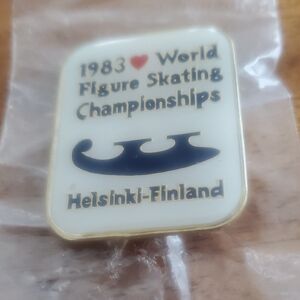 1983 ❤ World
Figure Skating
Championships
Helsinki-Finland